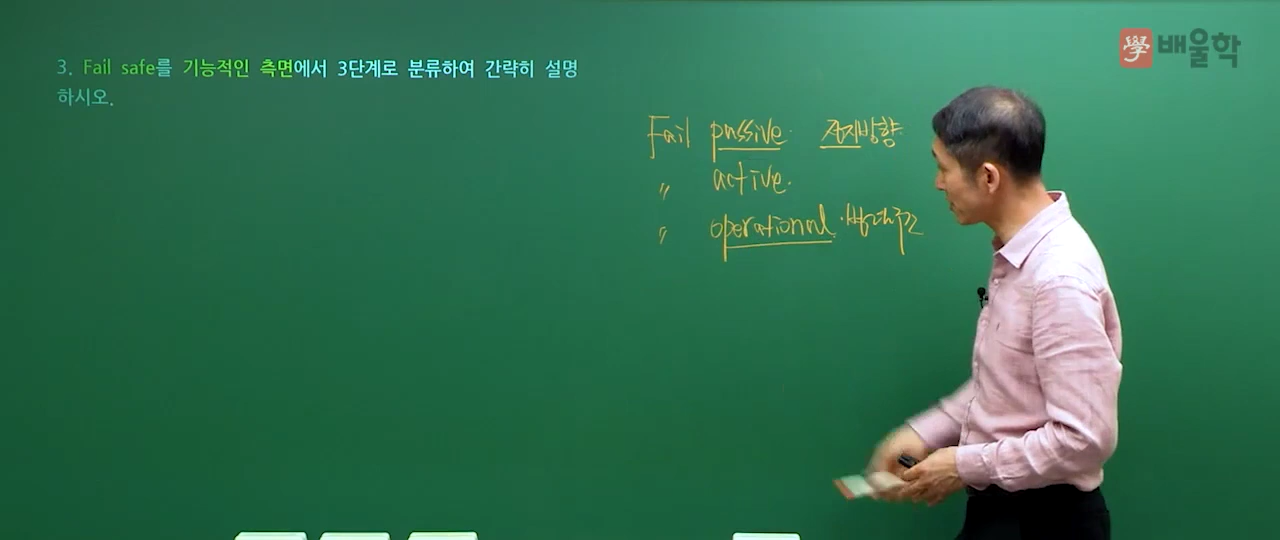 學 배울학
3. Fail safe를 기능적인 측면에서 3단계로 분류하여 간략히 설명
하시오.
Fail passive. 정지방향
〃 active.
〃 operational.